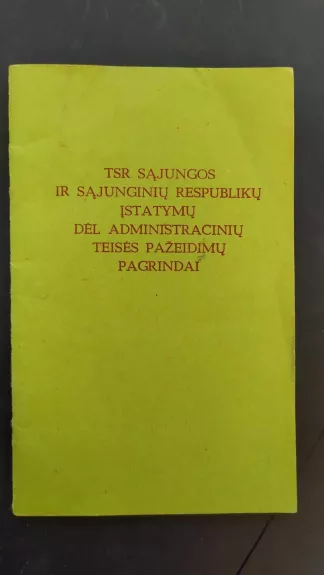 TSR SĄJUNGOS
IR SĄJUNGINIŲ RESPUBLIKŲ
ĮSTATYMŲ
DĖL ADMINISTRACINIŲ
TEISĖS PAŽEIDIMŲ
PAGRINDAI